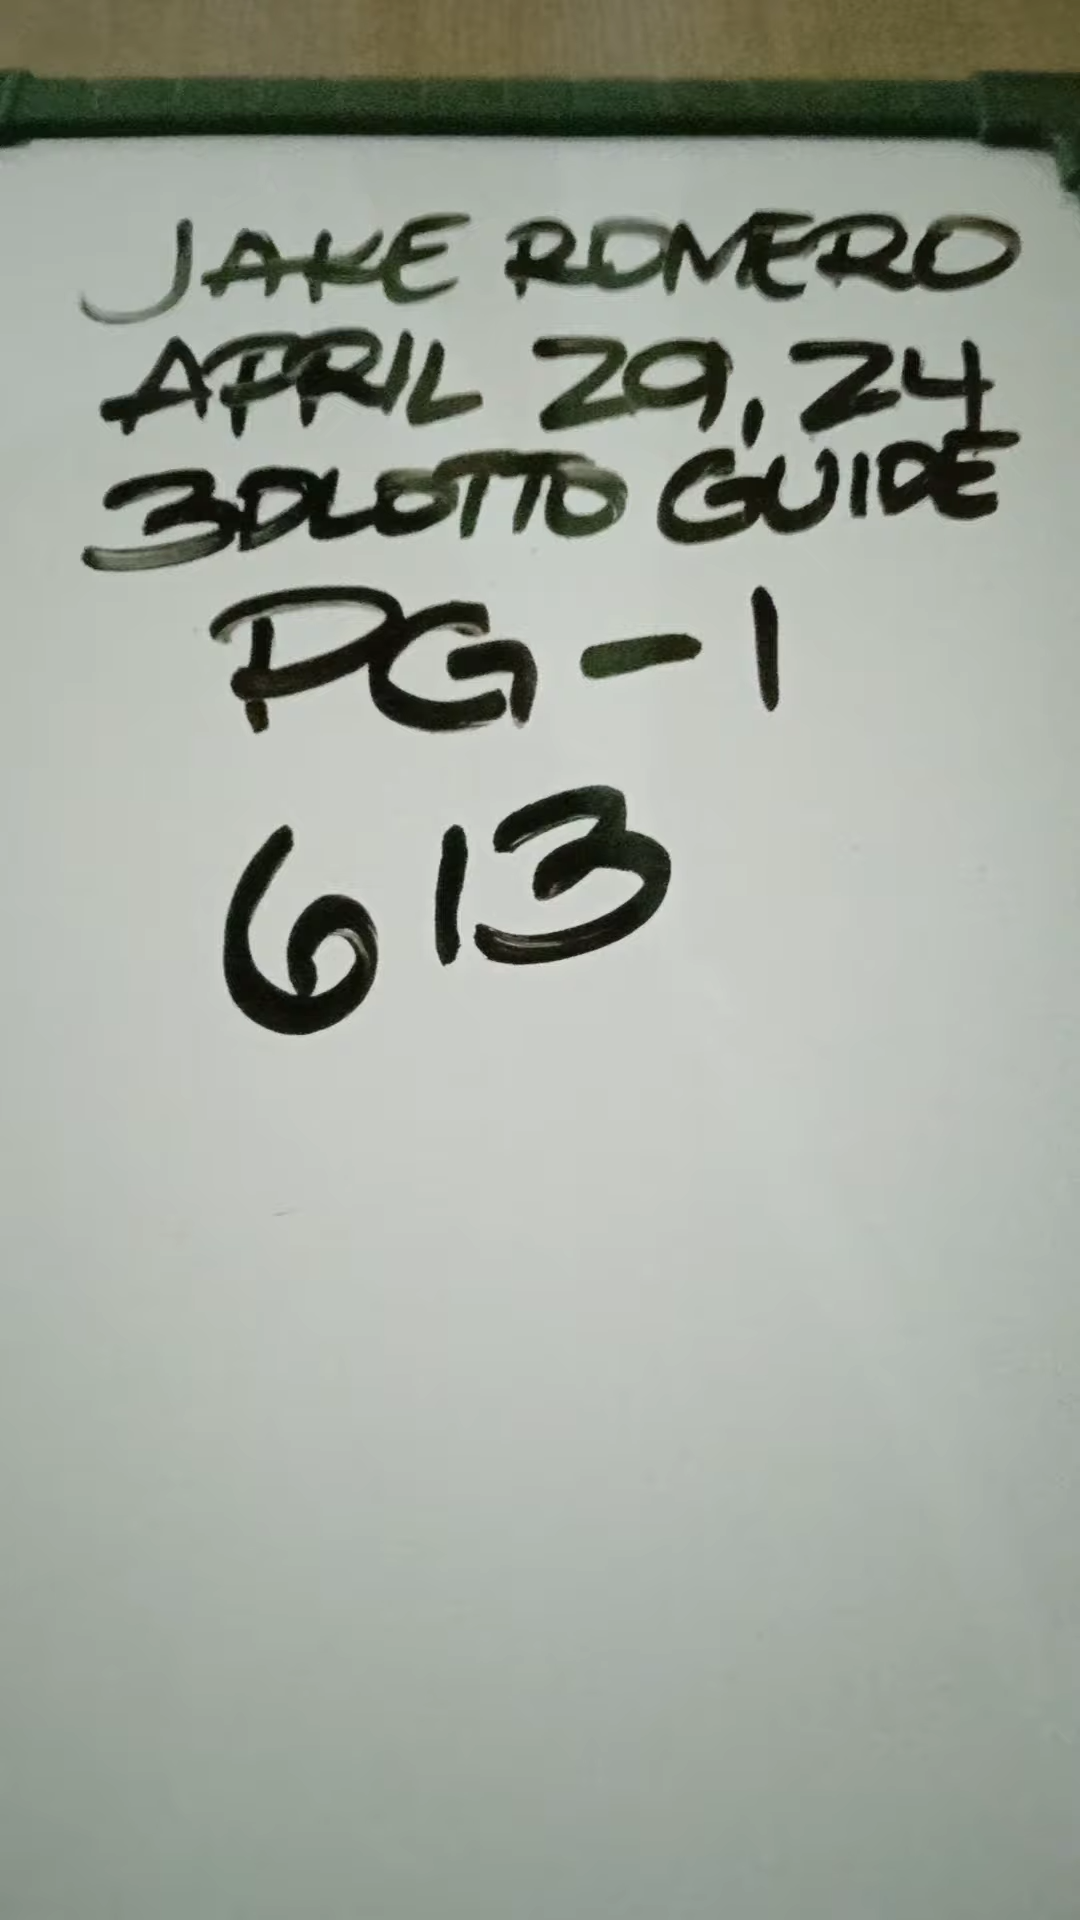 JAKE ROMERO
APRIL 29, 24
3DLOTTO GUIDE
PG-1
613